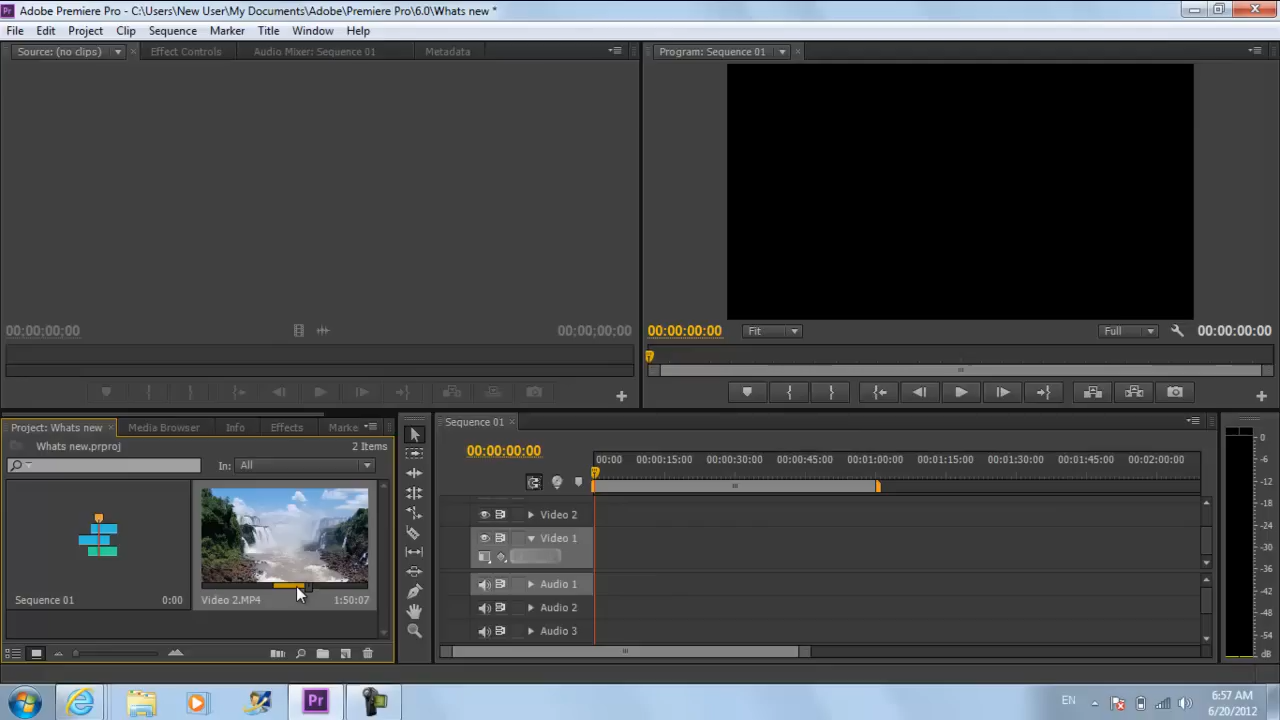 Adobe Premiere Pro - C:\Users\New User\My Documents\Adobe\Premiere Pro\6.0\Whats new *
File Edit Project Clip Sequence Marker Title Window Help
Source: (no clips) Effect Controls Audio Mixer: Sequence 01 Metadata
Program: Sequence 01
00;00;00;00 00;00;00;00
00:00:00:00 Fit Full 00:00:00:00
Project: Whats new Media Browser Info Effects Marke
Whats new.prproj 2 Items
In: All
Sequence 01 0:00
Video 2.MP4 1:50:07
Sequence 01
00:00:00:00
00:00 00:00:15:00 00:00:30:00 00:00:45:00 00:01:00:00 00:01:15:00 00:01:30:00 00:01:45:00 00:02:00:00
Video 2
Video 1
Audio 1
Audio 2
Audio 3
0
-6
-12
-18
-24
-30
-36
-42
-48
-54
dB
Pr
EN
6:57 AM
6/20/2012